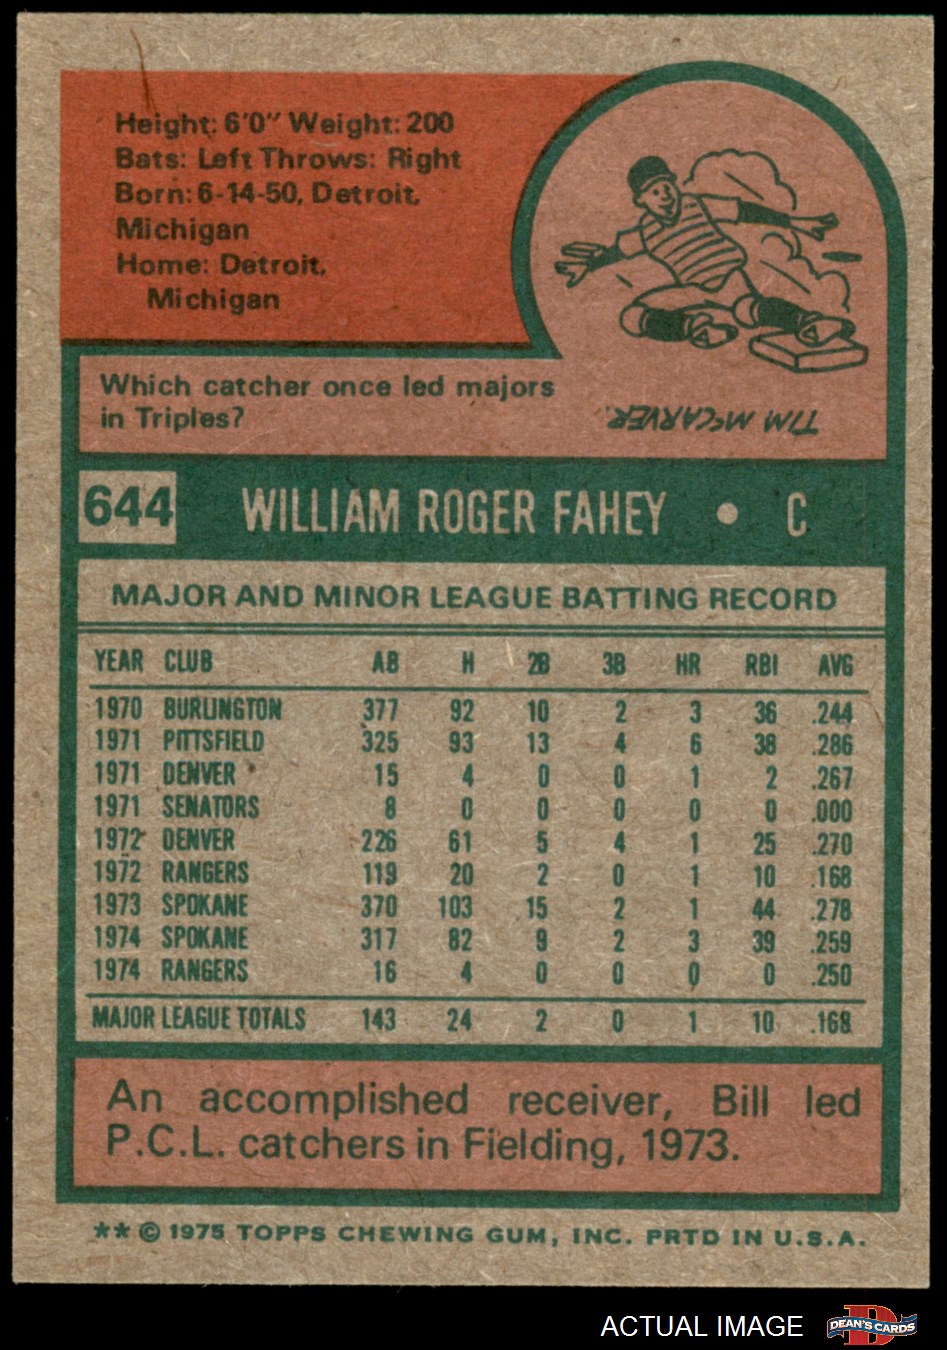 Height: 6'0" Weight: 200
Bats: Left Throws: Right
Born: 6-14-50, Detroit,
Michigan
Home: Detroit,
Michigan
Which catcher once led majors
in Triples?
TIM McCARVER.
644 WILLIAM ROGER FAHEY • C
MAJOR AND MINOR LEAGUE BATTING RECORD
YEAR CLUB AB H 2B 3B HR RBI AVG
1970 BURLINGTON 377 92 10 2 3 36 .244
1971 PITTSFIELD 325 93 13 4 6 38 .286
1971 DENVER 15 4 0 0 1 2 .267
1971 SENATORS 8 0 0 0 0 0 .000
1972 DENVER 226 61 5 4 1 25 .270
1972 RANGERS 119 20 2 0 1 10 .168
1973 SPOKANE 370 103 15 2 1 44 .278
1974 SPOKANE 317 82 9 2 3 39 .259
1974 RANGERS 16 4 0 0 0 0 .250
MAJOR LEAGUE TOTALS 143 24 2 0 1 10 .168
An accomplished receiver, Bill led
P.C.L. catchers in Fielding, 1973.
** © 1975 TOPPS CHEWING GUM, INC. PRTD IN U.S.A.
ACTUAL IMAGE
D
DEAN'S CARDS